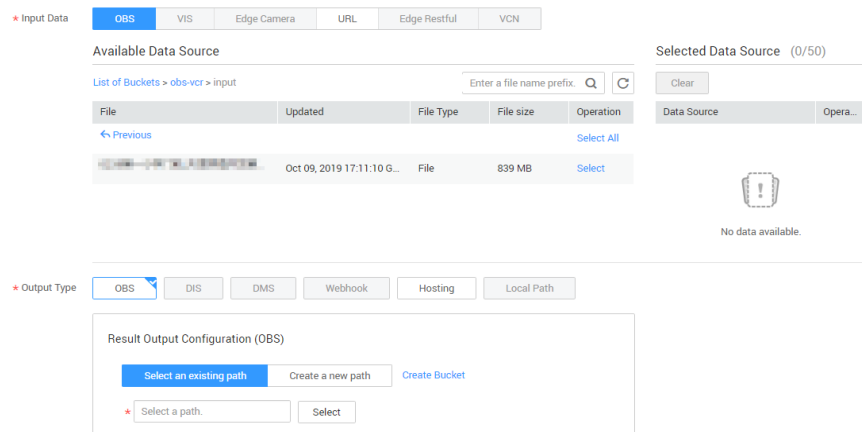 * Input Data OBS VIS Edge Camera URL Edge Restful VCN
Available Data Source
Selected Data Source (0/50)
List of Buckets > obs-vcr > input
Enter a file name prefix.
Clear
File Updated File Type File size Operation
Data Source Opera...
Previous
Select All
Oct 09, 2019 17:11:10 G... File 839 MB Select
No data available.
* Output Type OBS DIS DMS Webhook Hosting Local Path
Result Output Configuration (OBS)
Select an existing path Create a new path Create Bucket
* Select a path. Select